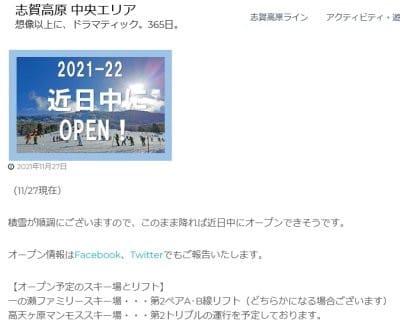 志賀高原 中央エリア
想像以上に、ドラマティック。365日。
志賀高原ライン アクティビティ・遊
2021-22
近日中に
OPEN！
2021年11月27日
（11/27現在）
積雪が順調にございますので、このまま降れば近日中にオープンできそうです。
オープン情報はFacebook、Twitterでもご報告いたします。
【オープン予定のスキー場とリフト】
一の瀬ファミリースキー場・・・第2ペアA・B線リフト（どちらかになる場合ございます）
高天ヶ原マンモススキー場・・・第2トリプルの運行を予定しております。